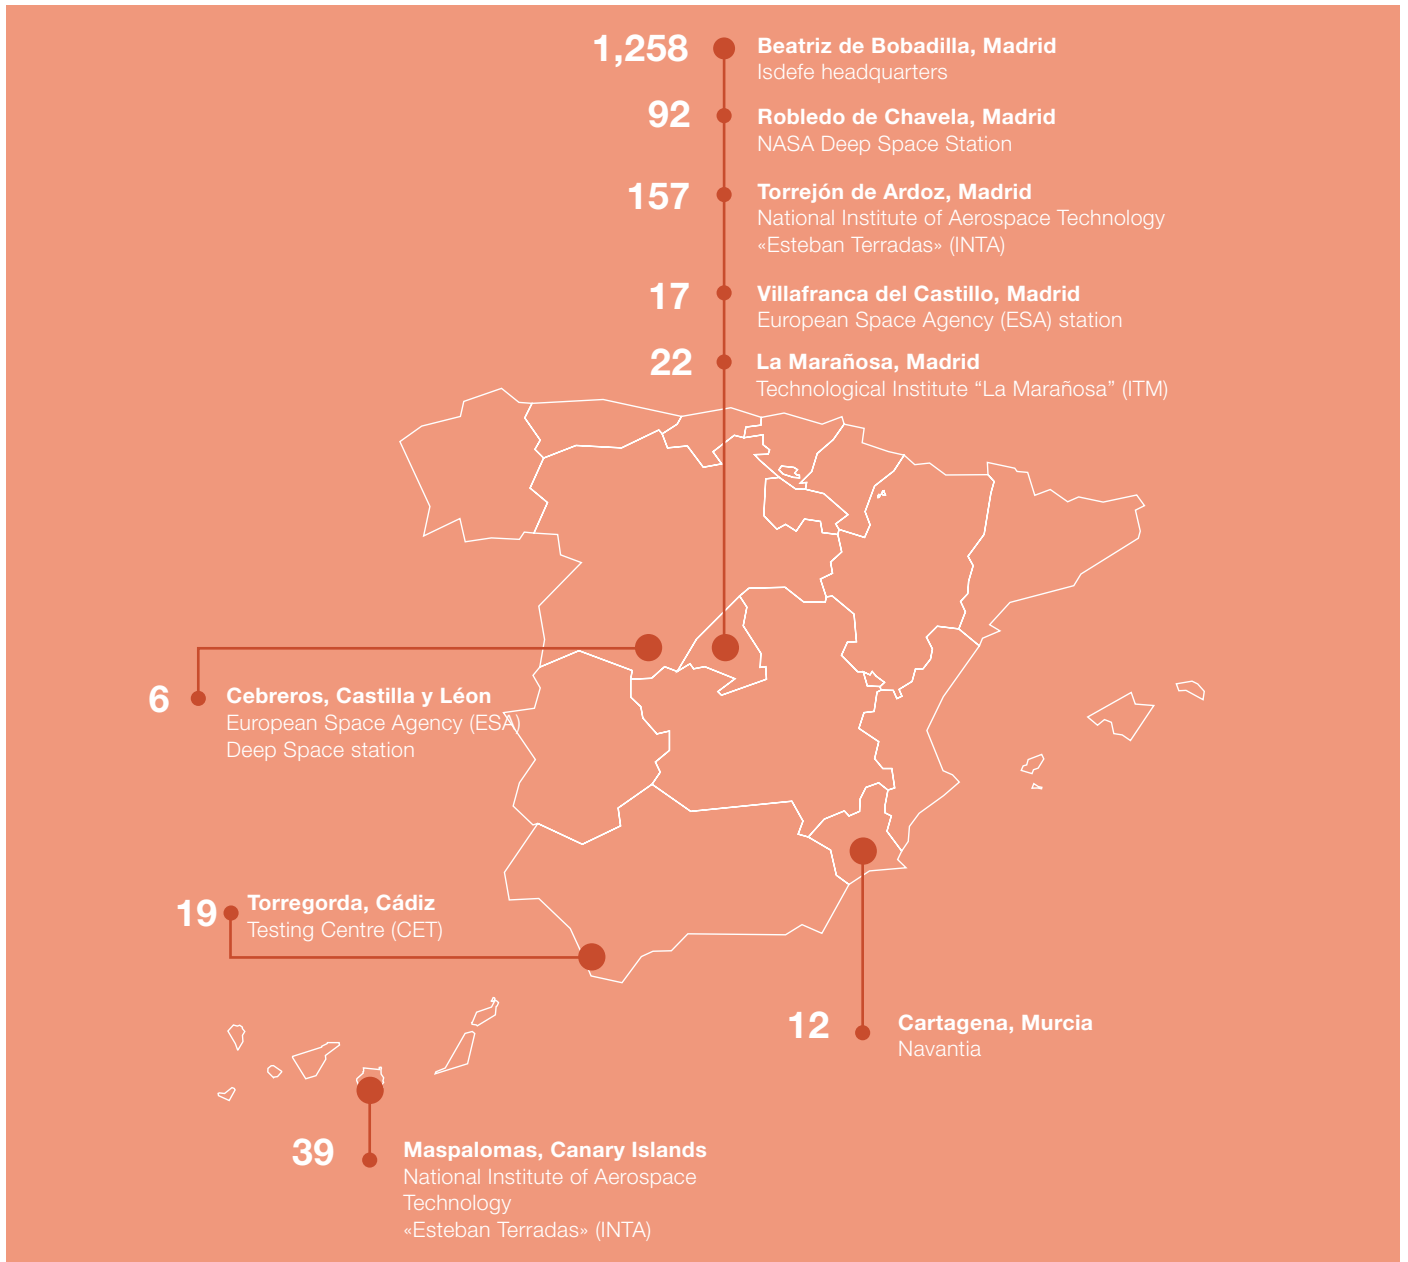 1,258
Beatriz de Bobadilla, Madrid
Isdefe headquarters
92
Robledo de Chavela, Madrid
NASA Deep Space Station
157
Torrejón de Ardoz, Madrid
National Institute of Aerospace Technology
«Esteban Terradas» (INTA)
17
Villafranca del Castillo, Madrid
European Space Agency (ESA) station
22
La Marañosa, Madrid
Technological Institute “La Marañosa” (ITM)
6
Cebreros, Castilla y Léon
European Space Agency (ESA)
Deep Space station
19
Torregorda, Cádiz
Testing Centre (CET)
12
Cartagena, Murcia
Navantia
39
Maspalomas, Canary Islands
National Institute of Aerospace
Technology
«Esteban Terradas» (INTA)